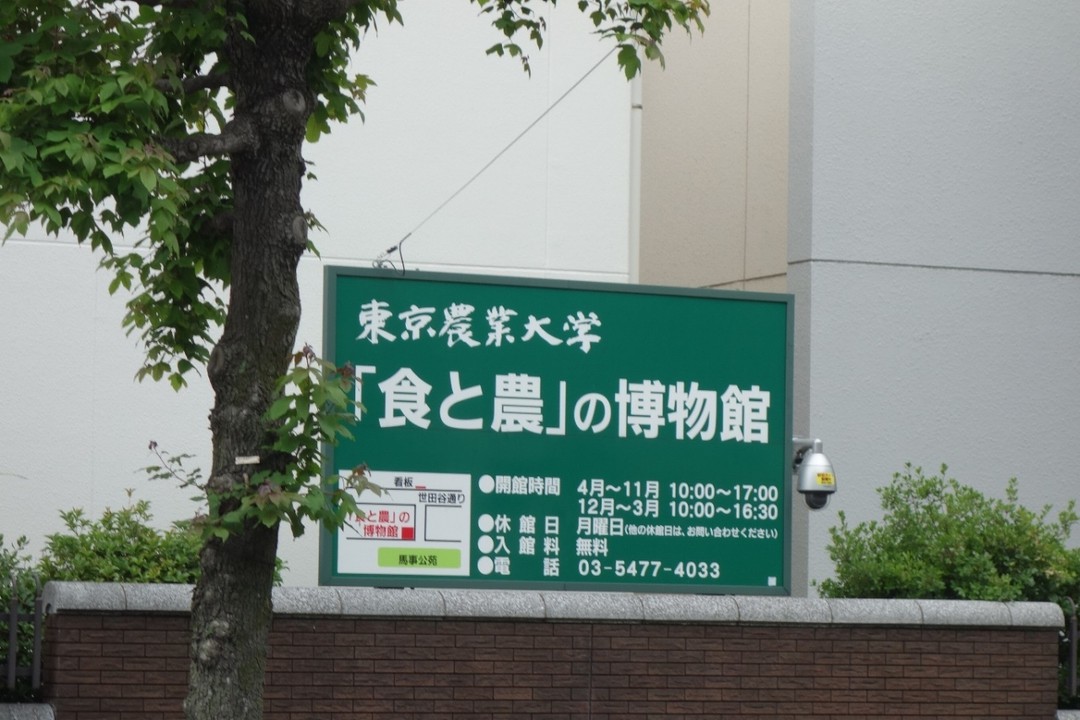 東京農業大学
「食と農」の博物館
看板
世田谷通り
「食と農」の
博物館
馬事公苑
●開館時間 4月～11月 10:00～17:00
12月～3月 10:00～16:30
●休館日 月曜日(他の休館日は、お問い合わせください)
●入館料 無料
●電話 03-5477-4033